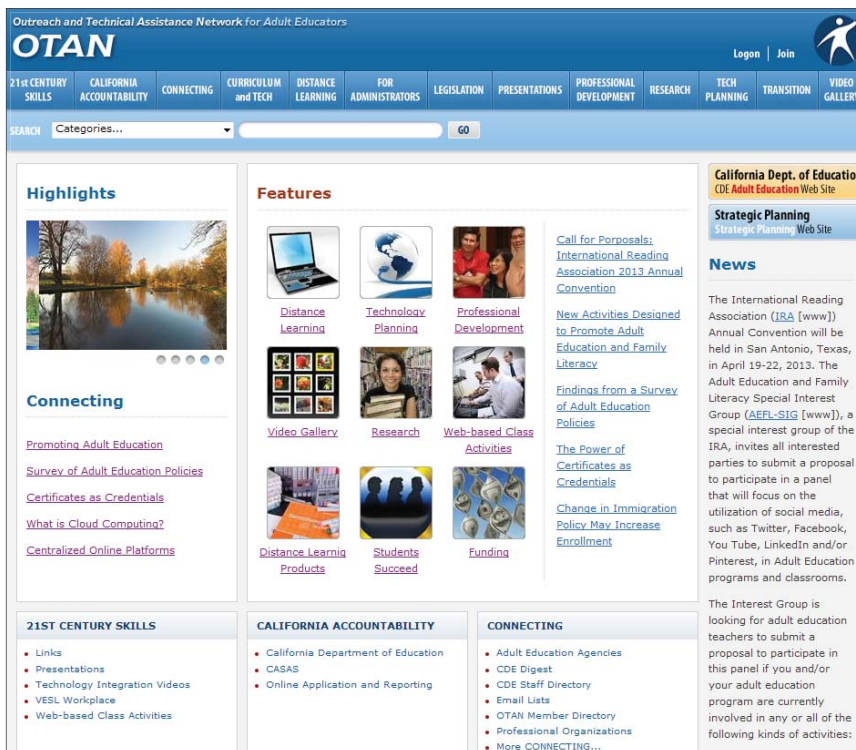 Outreach and Technical Assistance Network for Adult Educators
OTAN
Logon | Join
21st CENTURY SKILLS
CALIFORNIA ACCOUNTABILITY
CONNECTING
CURRICULUM and TECH
DISTANCE LEARNING
FOR ADMINISTRATORS
LEGISLATION
PRESENTATIONS
PROFESSIONAL DEVELOPMENT
RESEARCH
TECH PLANNING
TRANSITION
VIDEO GALLERY
SEARCH
Categories...
GO
Highlights
Connecting
Promoting Adult Education
Survey of Adult Education Policies
Certificates as Credentials
What is Cloud Computing?
Centralized Online Platforms
Features
Distance
Learning
Technology
Planning
Professional
Development
Video Gallery
Research
Web-based Class
Activities
Distance Learnig
Products
Students
Succeed
Funding
Call for Porposals:
International Reading
Association 2013 Annual
Convention
New Activities Designed
to Promote Adult
Education and Family
Literacy
Findings from a Survey
of Adult Education
Policies
The Power of
Certificates as
Credentials
Change in Immigration
Policy May Increase
Enrollment
California Dept. of Educatio
CDE Adult Education Web Site
Strategic Planning
Strategic Planning Web Site
News
The International Reading
Association (IRA [www])
Annual Convention will be
held in San Antonio, Texas,
in April 19-22, 2013. The
Adult Education and Family
Literacy Special Interest
Group (AEFL-SIG [www]), a
special interest group of the
IRA, invites all interested
parties to submit a proposal
to participate in a panel
that will focus on the
utilization of social media,
such as Twitter, Facebook,
You Tube, LinkedIn and/or
Pinterest, in Adult Education
programs and classrooms.
The Interest Group is
looking for adult education
teachers to submit a
proposal to participate in
this panel if you and/or
your adult education
program are currently
involved in any or all of the
following kinds of activities:
21ST CENTURY SKILLS
Links
Presentations
Technology Integration Videos
VESL Workplace
Web-based Class Activities
CALIFORNIA ACCOUNTABILITY
California Department of Education
CASAS
Online Application and Reporting
CONNECTING
Adult Education Agencies
CDE Digest
CDE Staff Directory
Email Lists
OTAN Member Directory
Professional Organizations
More CONNECTING...